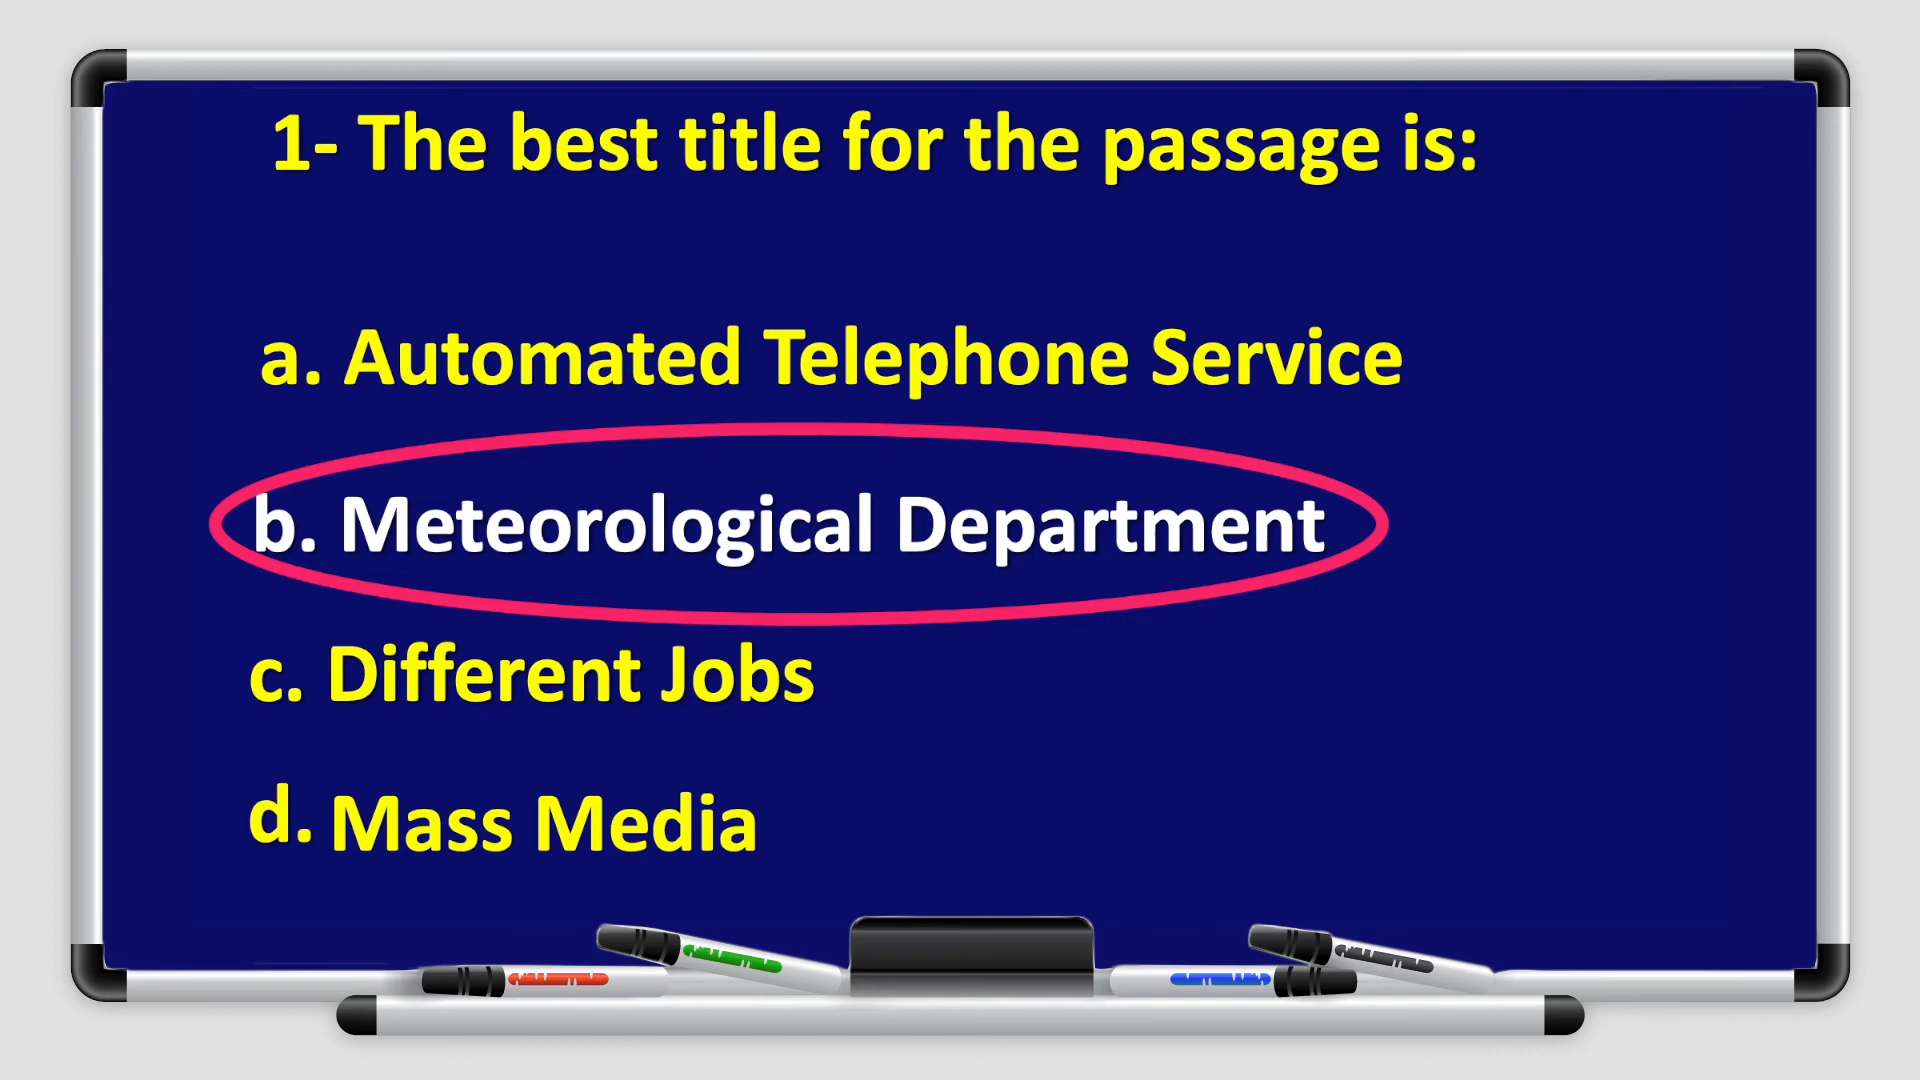 1- The best title for the passage is:
a. Automated Telephone Service
b. Meteorological Department
c. Different Jobs
d. Mass Media